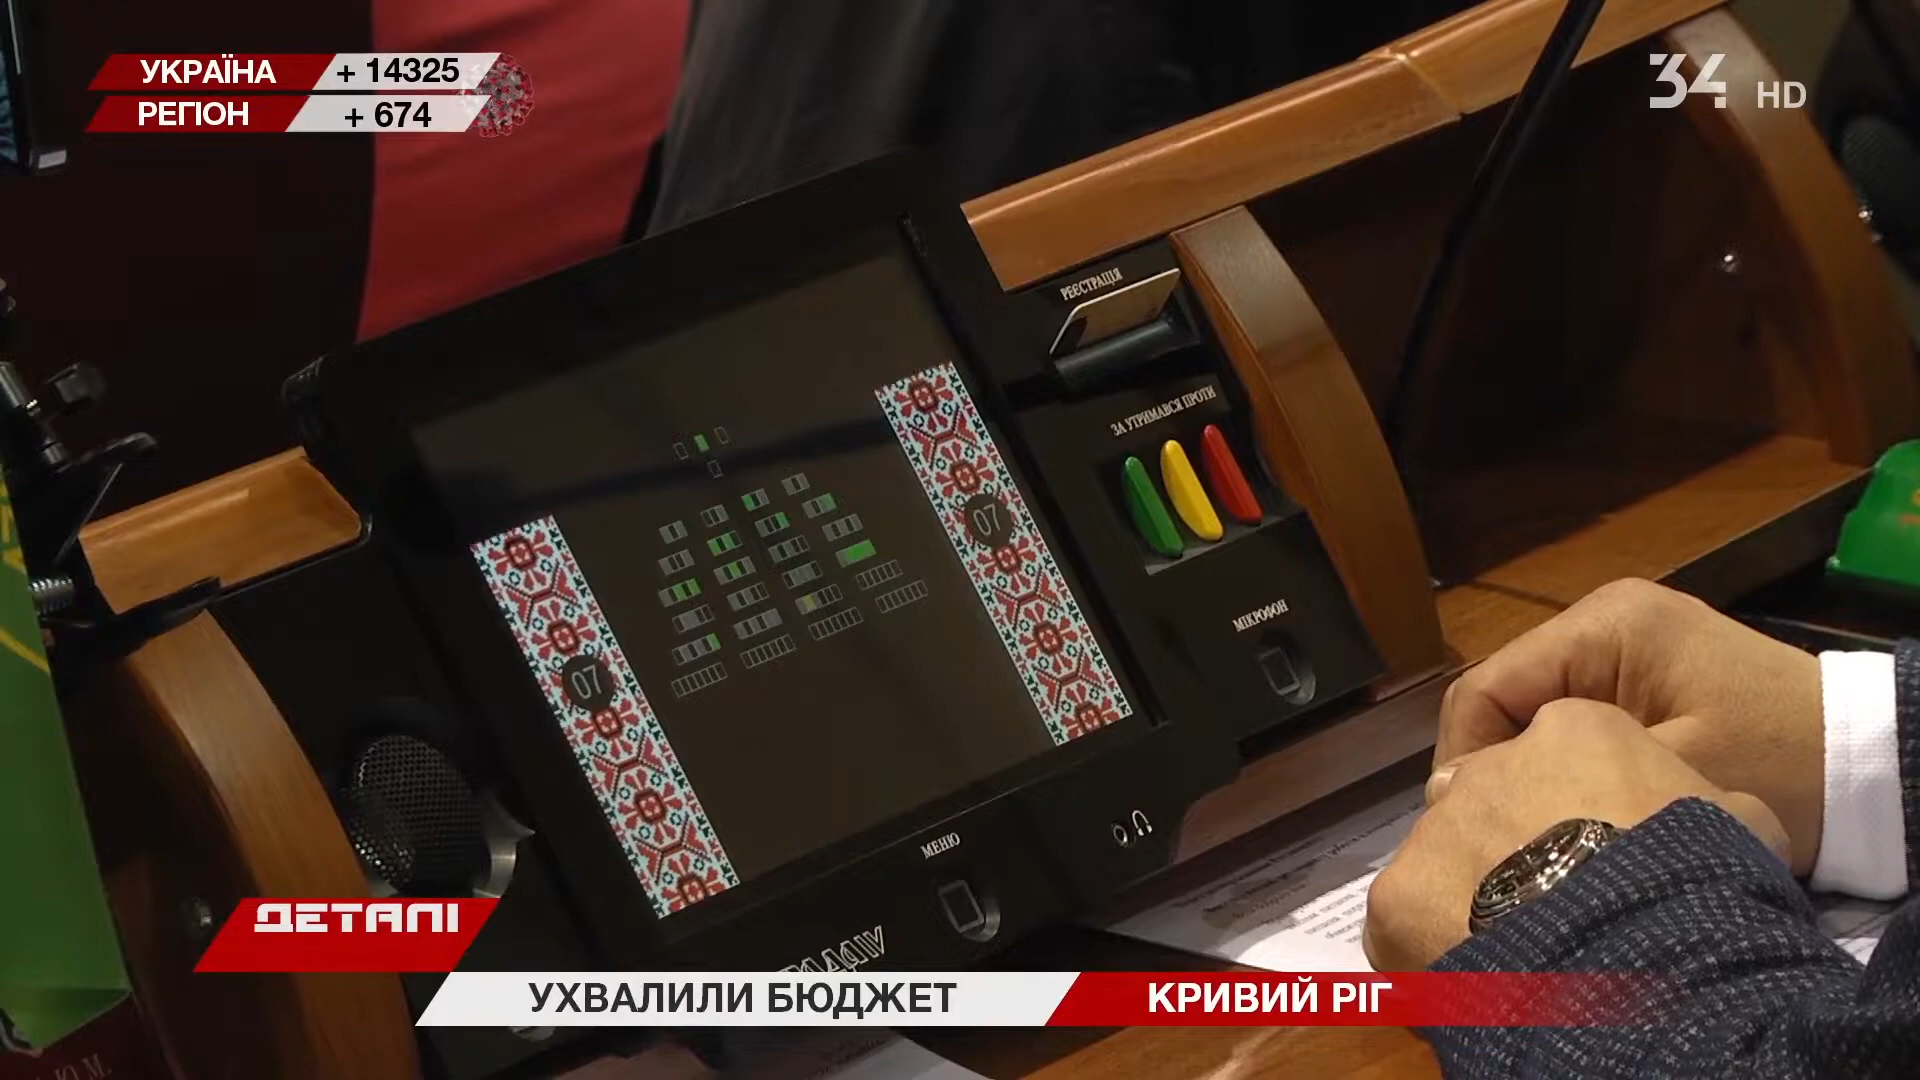 УКРАЇНА + 14325
РЕГІОН + 674
34 HD
РЕЄСТРАЦІЯ
ЗА УТРИМАВСЯ ПРОТИ
07
07
МІКРОФОН
МЕНЮ
ДЕТАЛІ
УХВАЛИЛИ БЮДЖЕТ
КРИВИЙ РІГ